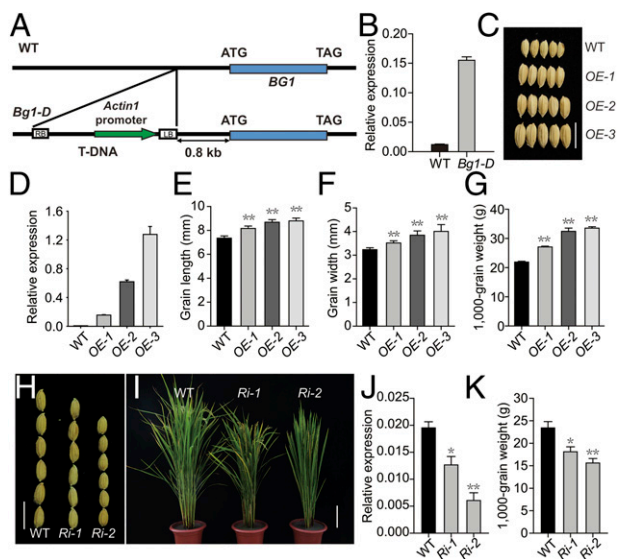 A
WT
ATG
TAG
BG1
Bg1-D
Actin1
promoter
ATG
TAG
RB
LB
T-DNA
0.8 kb
B
Relative expression
0.20
0.15
0.10
0.05
0.00
WT
Bg1-D
C
WT
OE-1
OE-2
OE-3
D
Relative expression
1.6
1.2
0.8
0.4
0.0
WT
OE-1
OE-2
OE-3
E
Grain length (mm)
10
8
6
4
2
0
**
**
**
WT
OE-1
OE-2
OE-3
F
Grain width (mm)
6
5
4
3
2
1
0
**
**
**
WT
OE-1
OE-2
OE-3
G
1,000-grain weight (g)
50
40
30
20
10
0
**
**
**
WT
OE-1
OE-2
OE-3
H
WT
Ri-1
Ri-2
I
WT
Ri-1
Ri-2
J
Relative expression
0.025
0.020
0.015
0.010
0.005
0.000
*
**
WT
Ri-1
Ri-2
K
1,000-grain weight (g)
30
25
20
15
10
5
0
*
**
WT
Ri-1
Ri-2